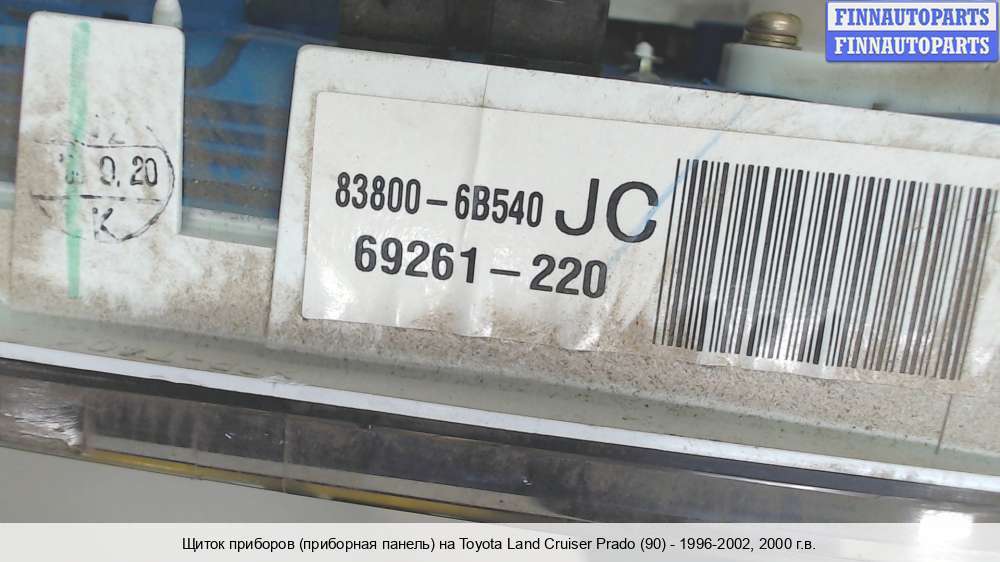 FINNAUTOPARTS
FINNAUTOPARTS
0.20
K
83800-6B540 JC
69261-220
Щиток приборов (приборная панель) на Toyota Land Cruiser Prado (90) - 1996-2002, 2000 г.в.